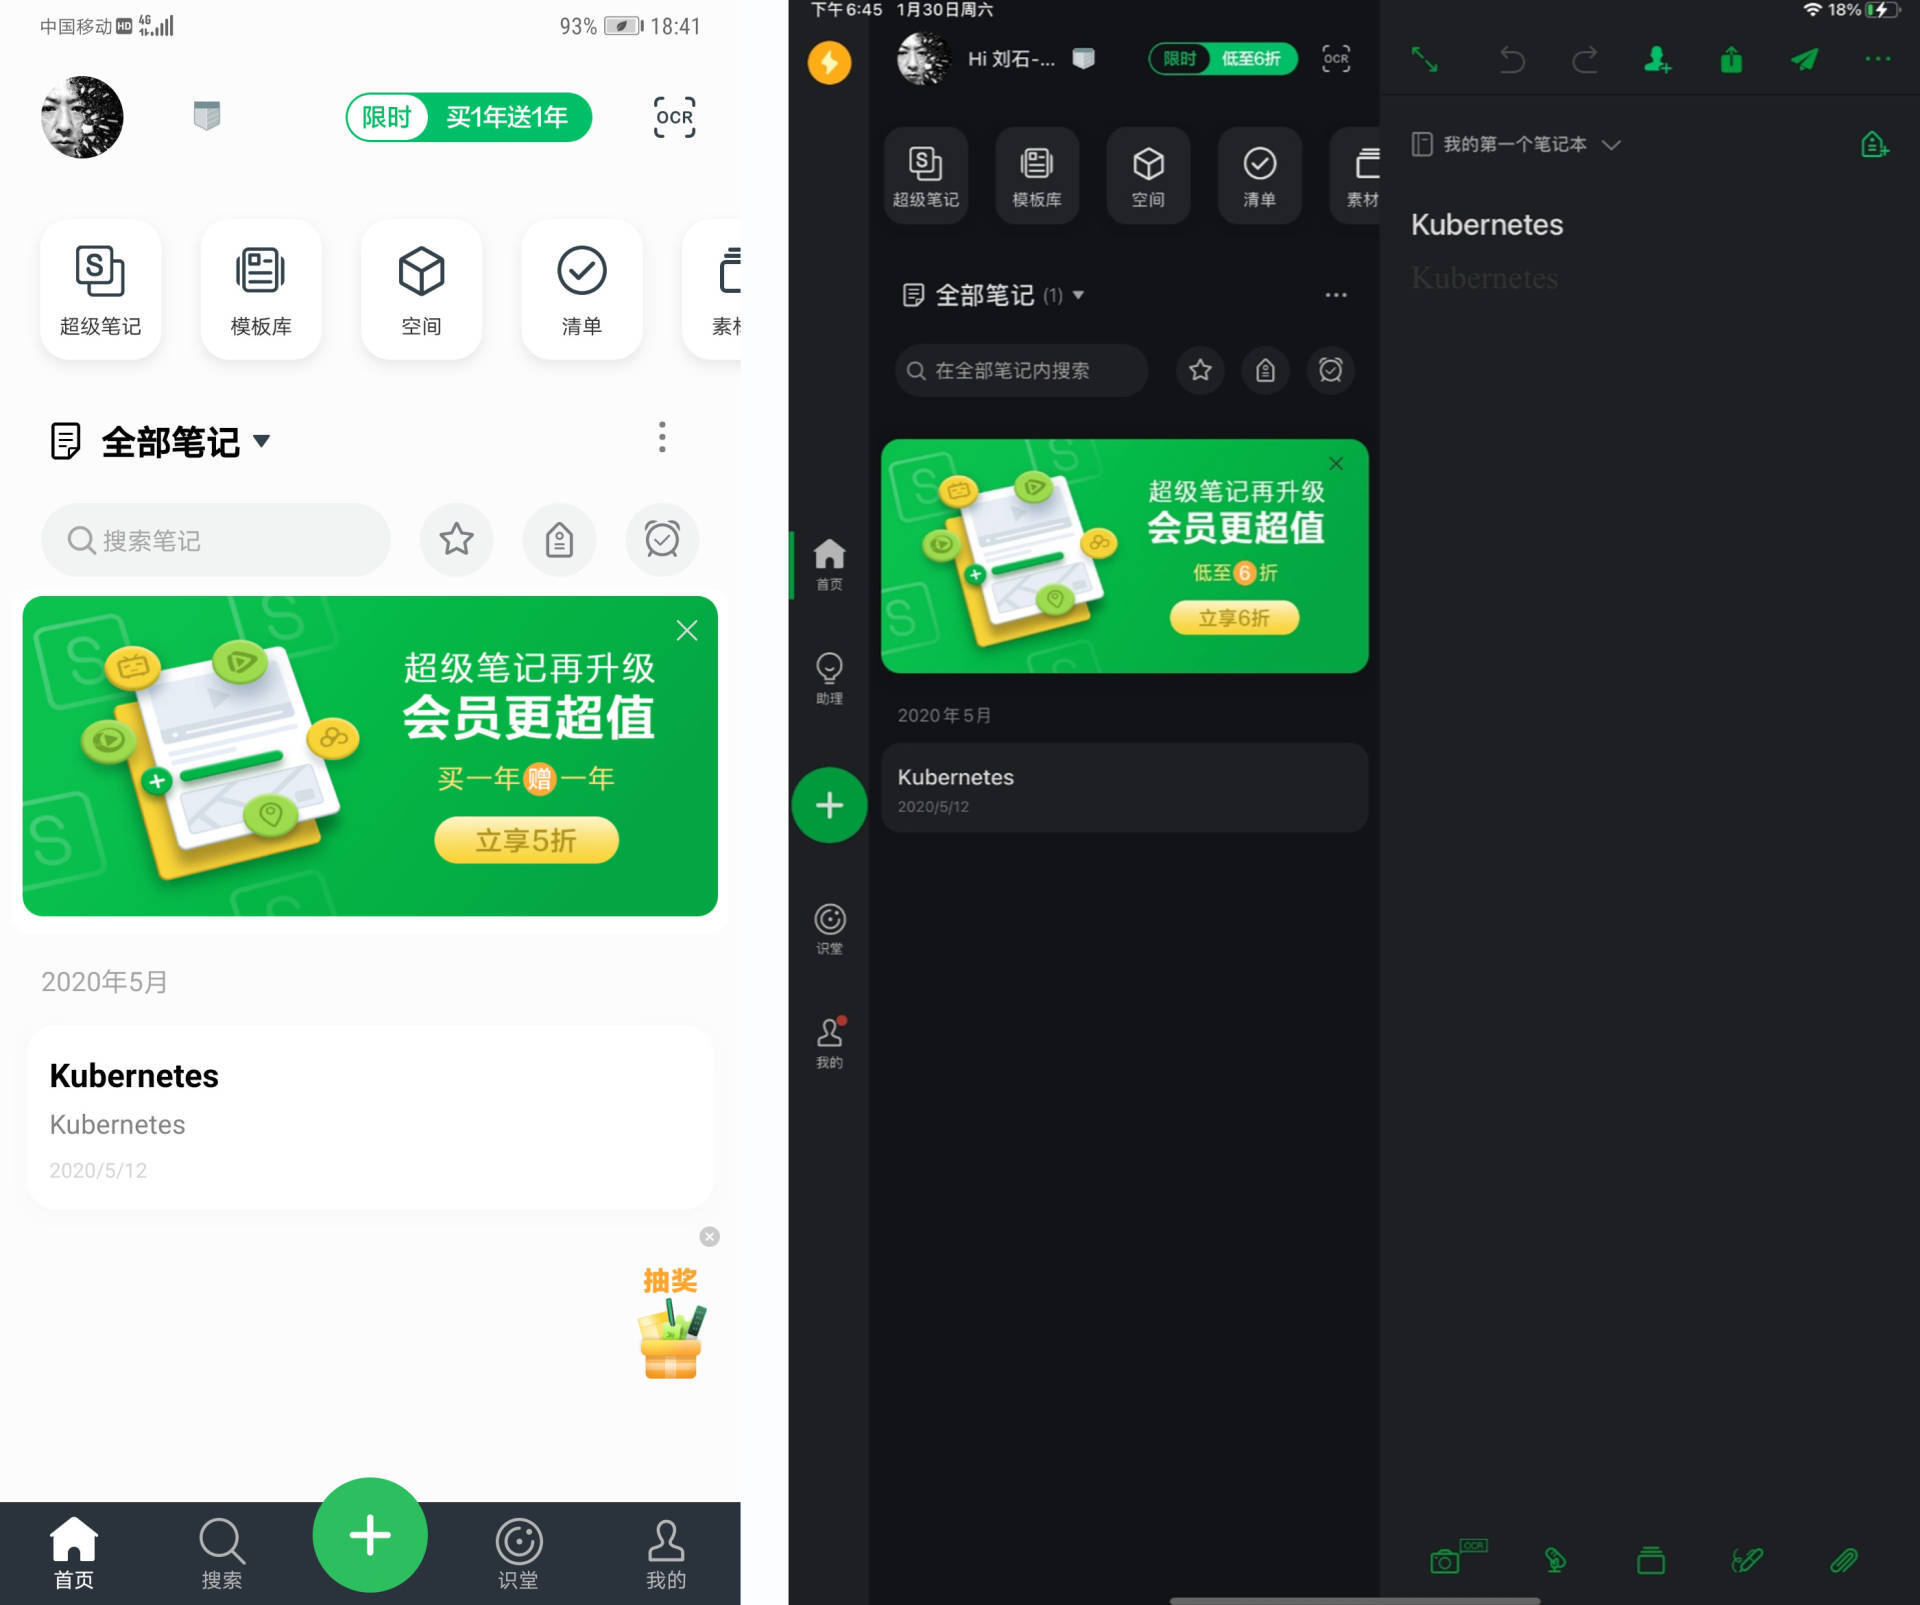 中国移动 HD 4G 93% 18:41
限时 买1年送1年 OCR
超级笔记 模板库 空间 清单
全部笔记
搜索笔记
超级笔记再升级
会员更超值
买一年赠一年
立享5折
2020年5月
Kubernetes
Kubernetes
2020/5/12
抽奖
首页 搜索 识堂 我的
下午6:45 1月30日周六 18%
Hi 刘石-... 限时 低至6折 OCR
超级笔记 模板库 空间 清单 素材
全部笔记 (1)
在全部笔记内搜索
超级笔记再升级
会员更超值
低至6折
立享6折
2020年5月
Kubernetes
2020/5/12
首页
助理
识堂
我的
我的第一个笔记本
Kubernetes
Kubernetes
OCR